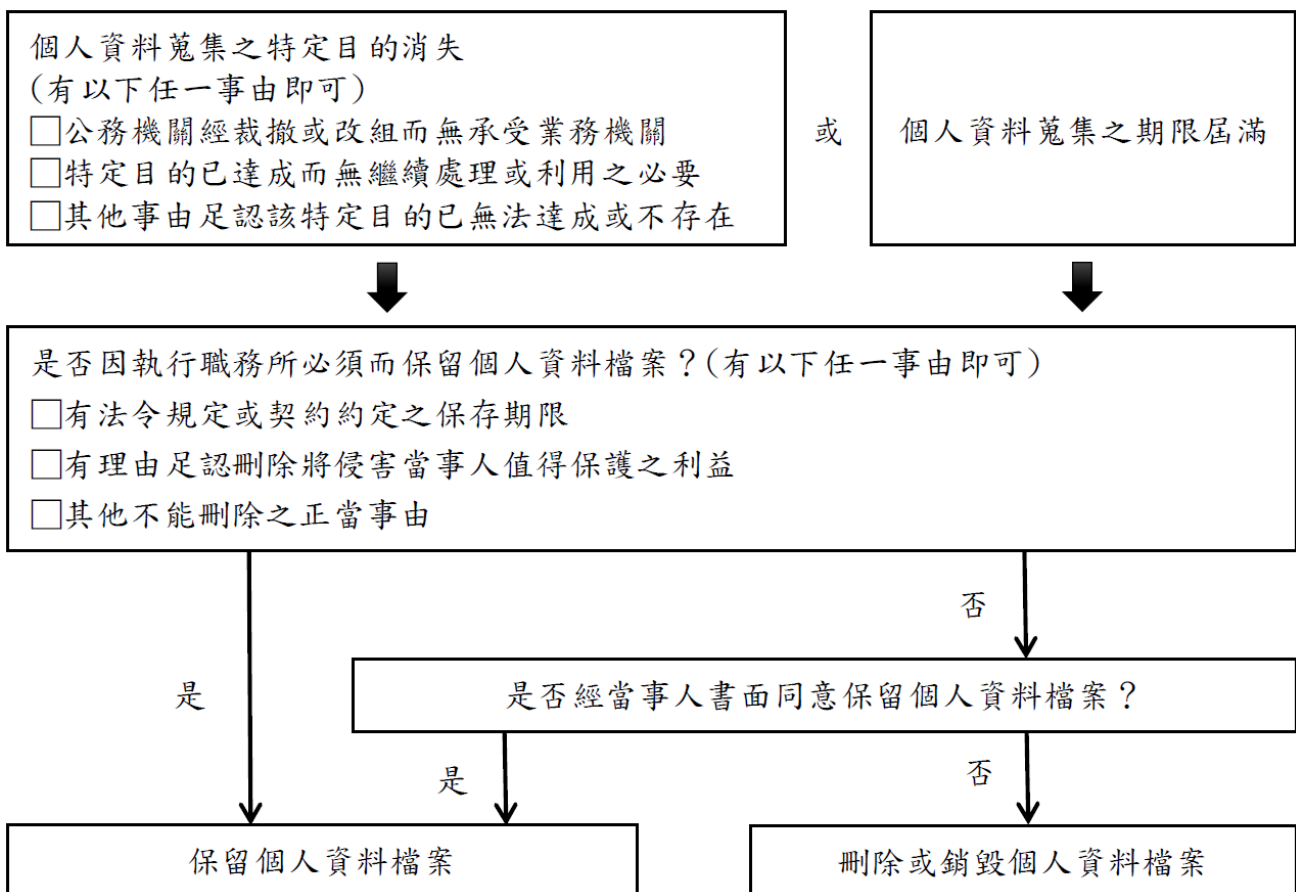 個人資料蒐集之特定目的消失
(有以下任一事由即可)
□公務機關經裁撤或改組而無承受業務機關
□特定目的已達成而無繼續處理或利用之必要
□其他事由足認該特定目的已無法達成或不存在
或
個人資料蒐集之期限屆滿
是否因執行職務所必須而保留個人資料檔案？(有以下任一事由即可)
□有法令規定或契約約定之保存期限
□有理由足認刪除將侵害當事人值得保護之利益
□其他不能刪除之正當事由
否
是
是否經當事人書面同意保留個人資料檔案？
是
否
保留個人資料檔案
刪除或銷毀個人資料檔案